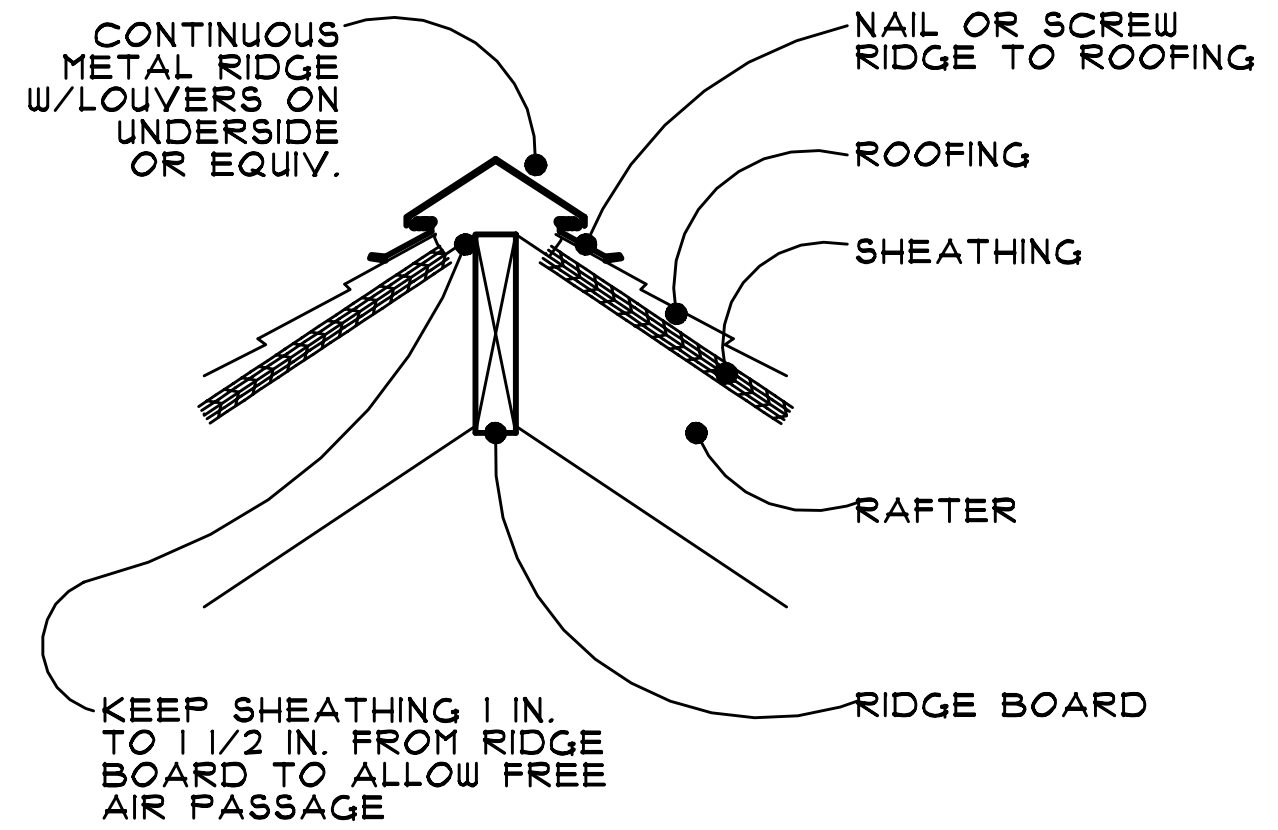 CONTINUOUS
METAL RIDGE
W/LOUVERS ON
UNDERSIDE
OR EQUIV.
NAIL OR SCREW
RIDGE TO ROOFING
ROOFING
SHEATHING
RAFTER
RIDGE BOARD
KEEP SHEATHING 1 IN.
TO 1 1/2 IN. FROM RIDGE
BOARD TO ALLOW FREE
AIR PASSAGE